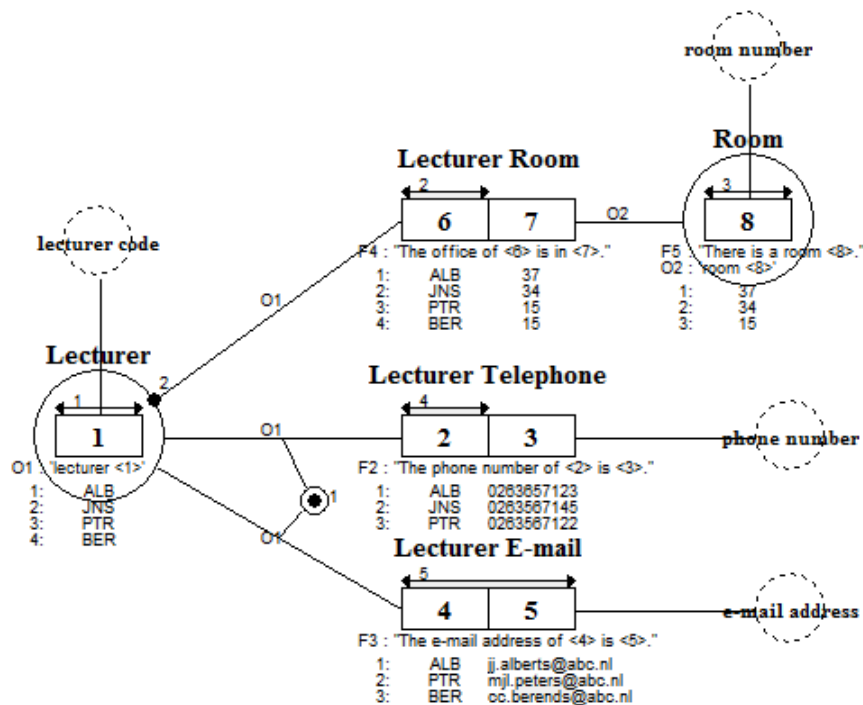 room number
Room
Lecturer Room
2
3
6 7
O2
8
lecturer code
F4 : "The office of <6> is in <7>."
F5 : "There is a room <8>."
O2 : 'room <8>'
1: ALB 37
2: JNS 34
3: PTR 15
4: BER 15
1: 37
2: 34
3: 15
O1
Lecturer
2
Lecturer Telephone
1
4
1
O1
2 3
phone number
O1 : 'lecturer <1>'
F2 : "The phone number of <2> is <3>."
1: ALB
2: JNS
3: PTR
4: BER
1: ALB 0263657123
2: JNS 0263567145
3: PTR 0263567122
1
O1
Lecturer E-mail
5
4 5
e-mail address
F3 : "The e-mail address of <4> is <5>."
1: ALB jj.alberts@abc.nl
2: PTR mjl.peters@abc.nl
3: BER cc.berends@abc.nl